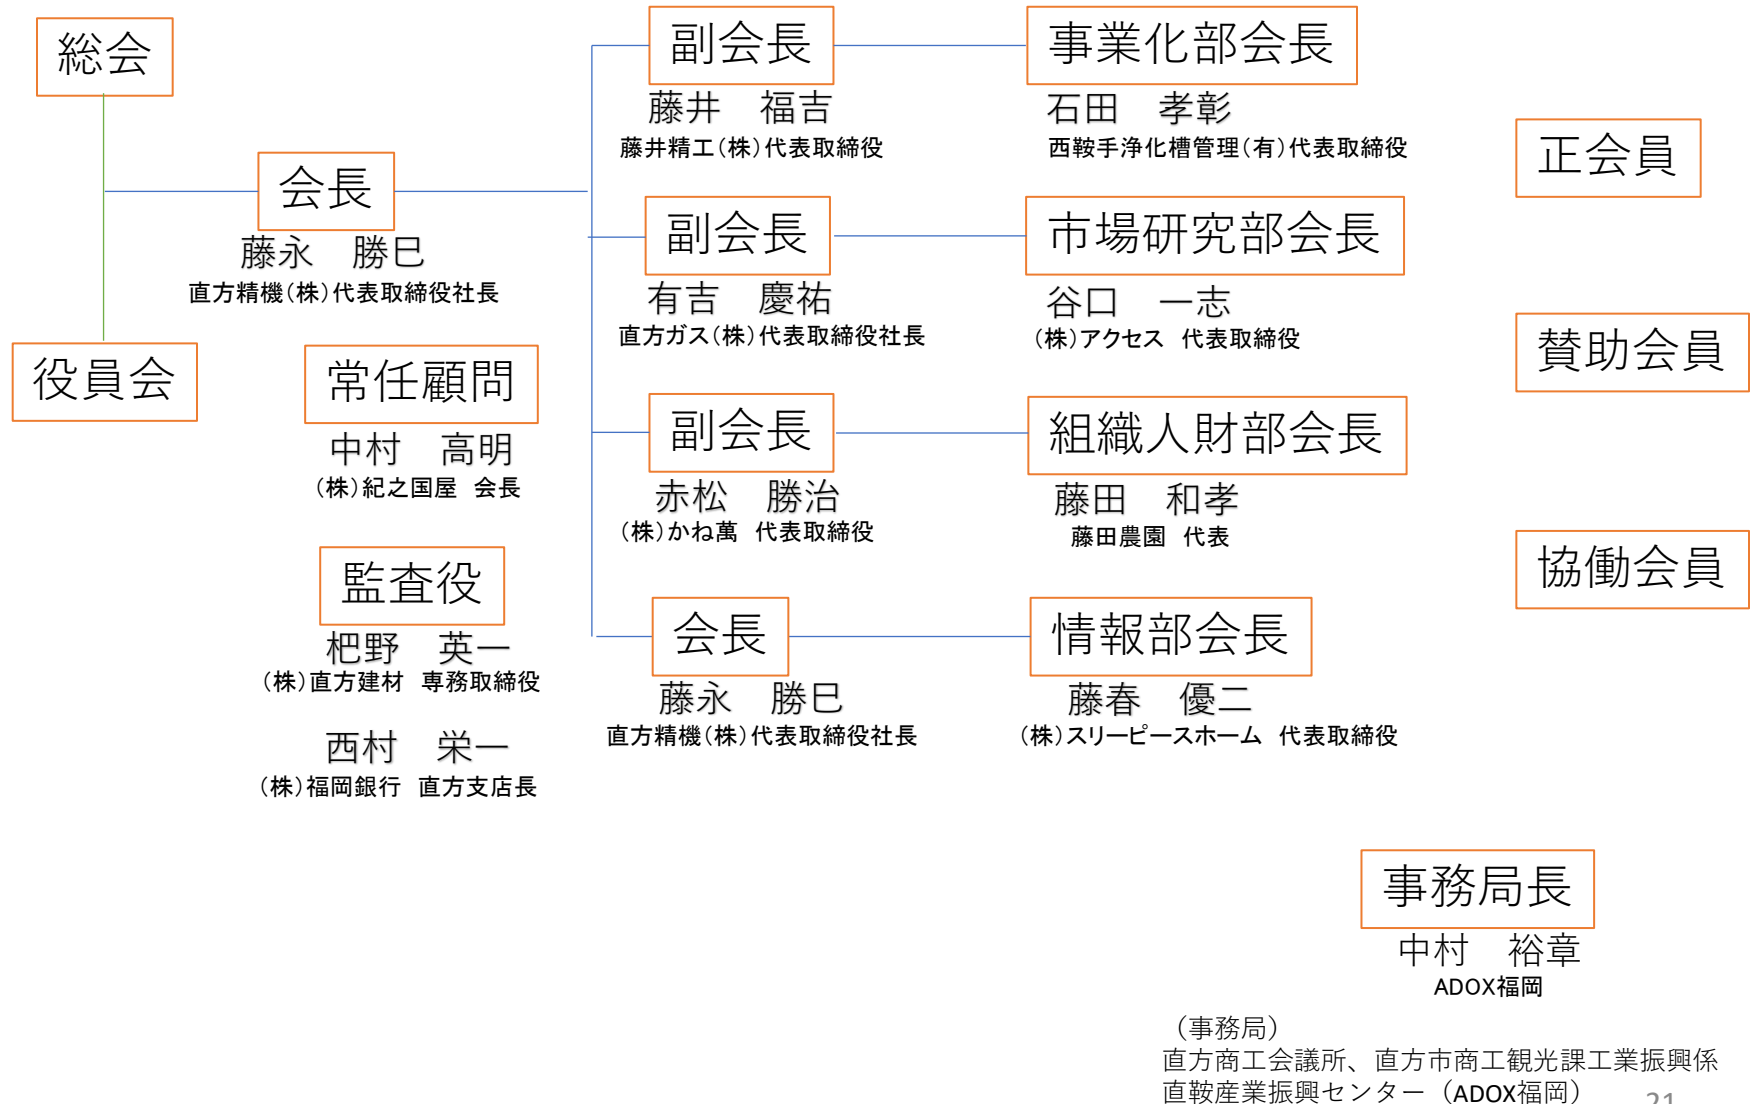 総会
役員会
会長
藤永　勝巳
直方精機（株）代表取締役社長
常任顧問
中村　高明
（株）紀之国屋　会長
監査役
杷野　英一
（株）直方建材　専務取締役
西村　栄一
（株）福岡銀行　直方支店長
副会長
藤井　福吉
藤井精工（株）代表取締役
事業化部会長
石田　孝彰
西鞍手浄化槽管理（有）代表取締役
副会長
有吉　慶祐
直方ガス（株）代表取締役社長
市場研究部会長
谷口　一志
（株）アクセス　代表取締役
副会長
赤松　勝治
（株）かね萬　代表取締役
組織人財部会長
藤田　和孝
藤田農園　代表
会長
藤永　勝巳
直方精機（株）代表取締役社長
情報部会長
藤春　優二
（株）スリーピースホーム　代表取締役
正会員
賛助会員
協働会員
事務局長
中村　裕章
ADOX福岡
（事務局）
直方商工会議所、直方市商工観光課工業振興係
直鞍産業振興センター（ADOX福岡）
21